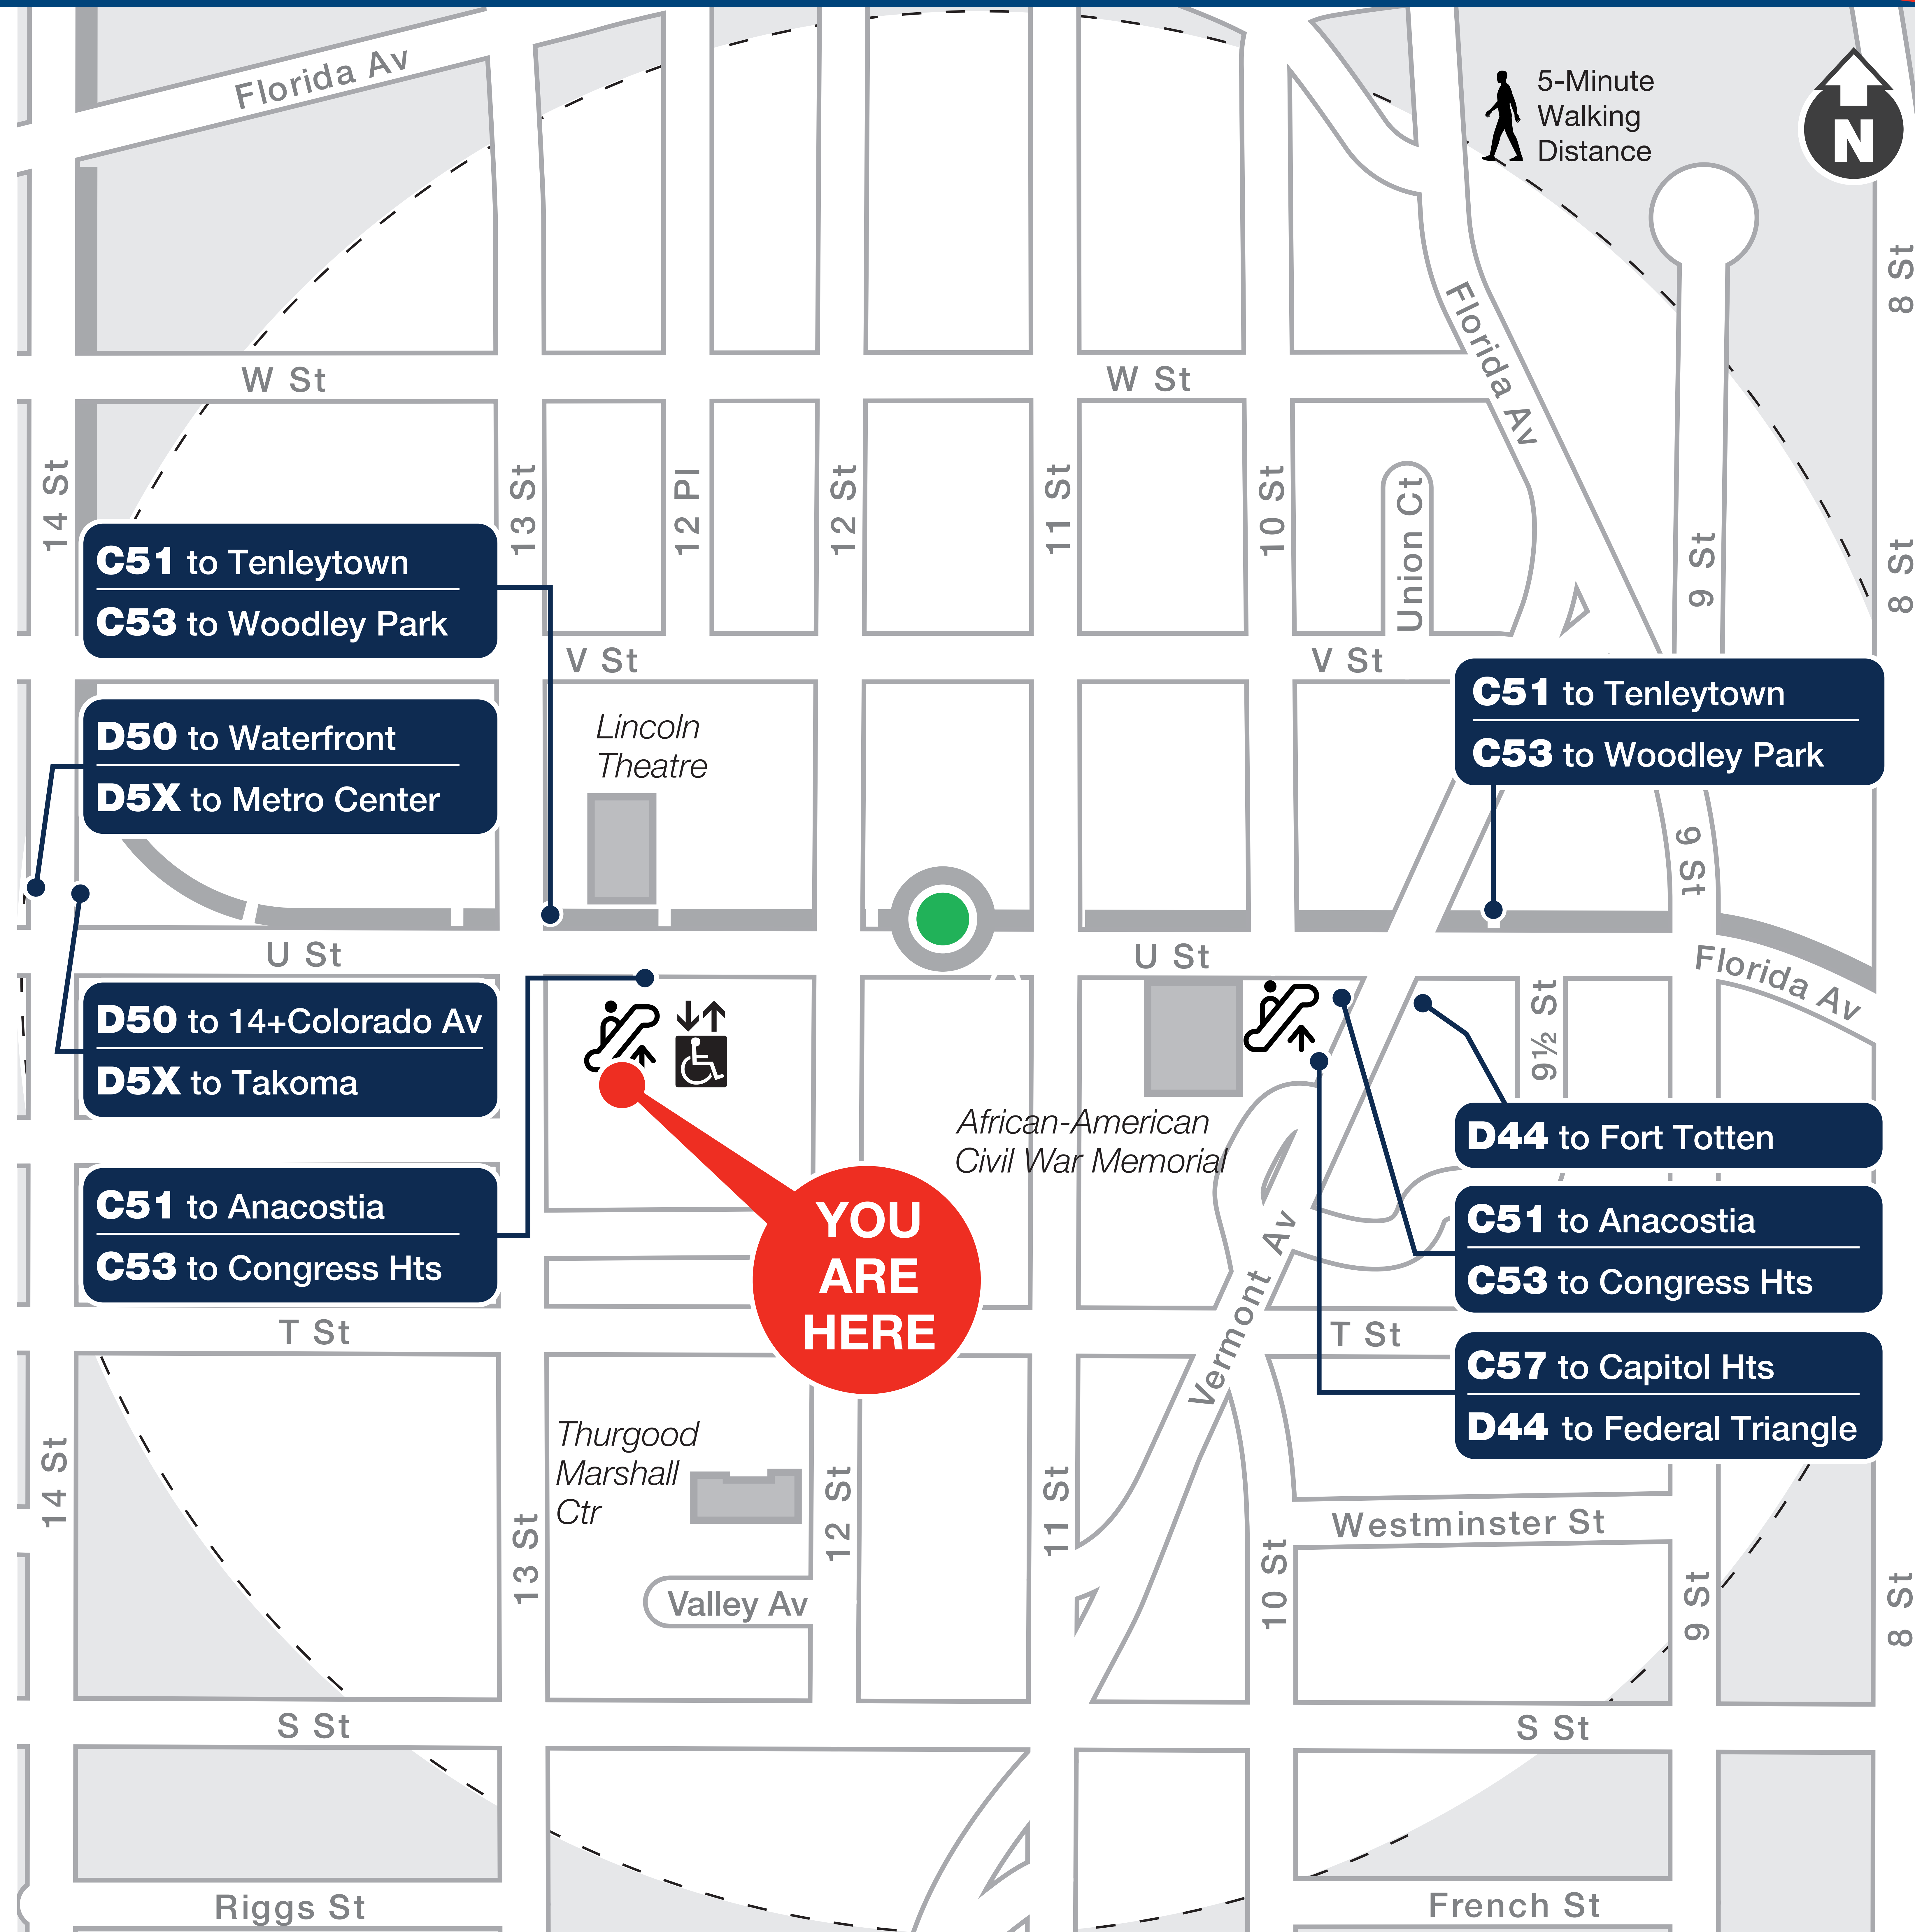 Florida Av
5-Minute
Walking
Distance
N
8 St
Florida Av
W St
W St
14 St
13 St
12 Pl
12 St
11 St
10 St
Union Ct
9 St
8 St
C51 to Tenleytown
C53 to Woodley Park
V St
V St
C51 to Tenleytown
C53 to Woodley Park
D50 to Waterfront
D5X to Metro Center
Lincoln
Theatre
9 St
U St
U St
Florida Av
D50 to 14+Colorado Av
D5X to Takoma
9½ St
African-American
Civil War Memorial
D44 to Fort Totten
C51 to Anacostia
C53 to Congress Hts
YOU
ARE
HERE
Vermont Av
C51 to Anacostia
C53 to Congress Hts
T St
T St
C57 to Capitol Hts
D44 to Federal Triangle
14 St
13 St
Thurgood
Marshall
Ctr
12 St
11 St
10 St
Westminster St
9 St
8 St
Valley Av
S St
S St
Riggs St
French St